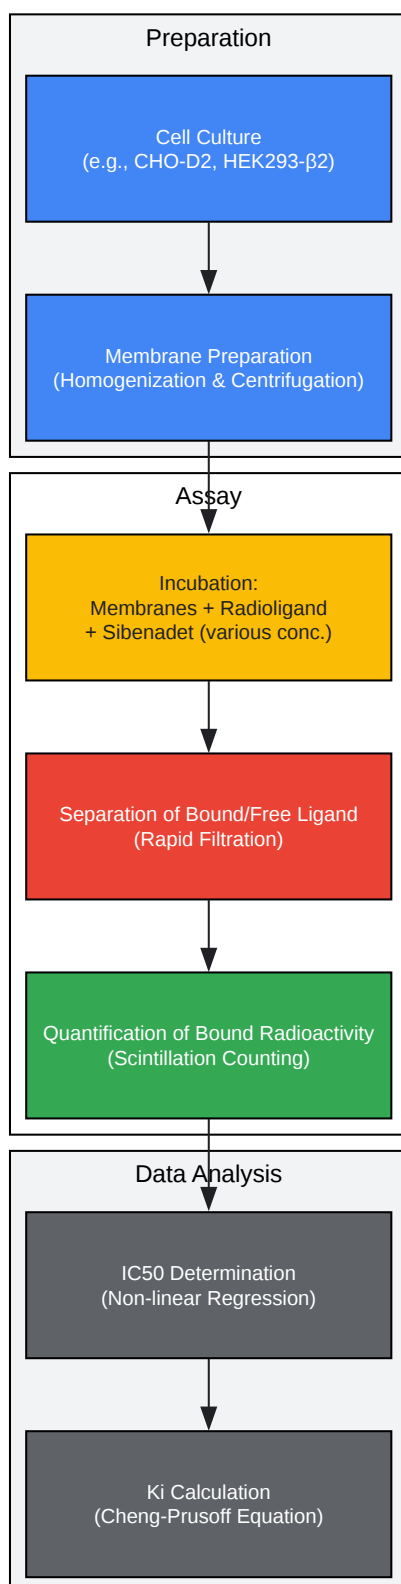 Preparation
Cell Culture
(e.g., CHO-D2, HEK293-β2)
Membrane Preparation
(Homogenization & Centrifugation)
Assay
Incubation:
Membranes + Radioligand
+ Sibenadet (various conc.)
Separation of Bound/Free Ligand
(Rapid Filtration)
Quantification of Bound Radioactivity
(Scintillation Counting)
Data Analysis
IC50 Determination
(Non-linear Regression)
Ki Calculation
(Cheng-Prusoff Equation)